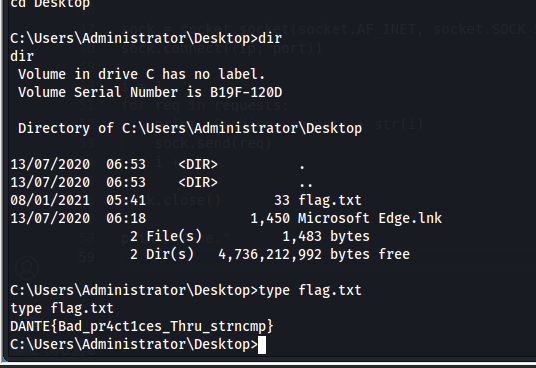 cd Desktop
C:\Users\Administrator\Desktop>dir
dir
 Volume in drive C has no label.
 Volume Serial Number is B19F-120D
 Directory of C:\Users\Administrator\Desktop
13/07/2020  06:53    <DIR>          .
13/07/2020  06:53    <DIR>          ..
08/01/2021  05:41                33 flag.txt
13/07/2020  06:18             1,450 Microsoft Edge.lnk
               2 File(s)          1,483 bytes
               2 Dir(s)   4,736,212,992 bytes free
C:\Users\Administrator\Desktop>type flag.txt
type flag.txt
DANTE{Bad_pr4ct1ces_Thru_strncmp}
C:\Users\Administrator\Desktop>